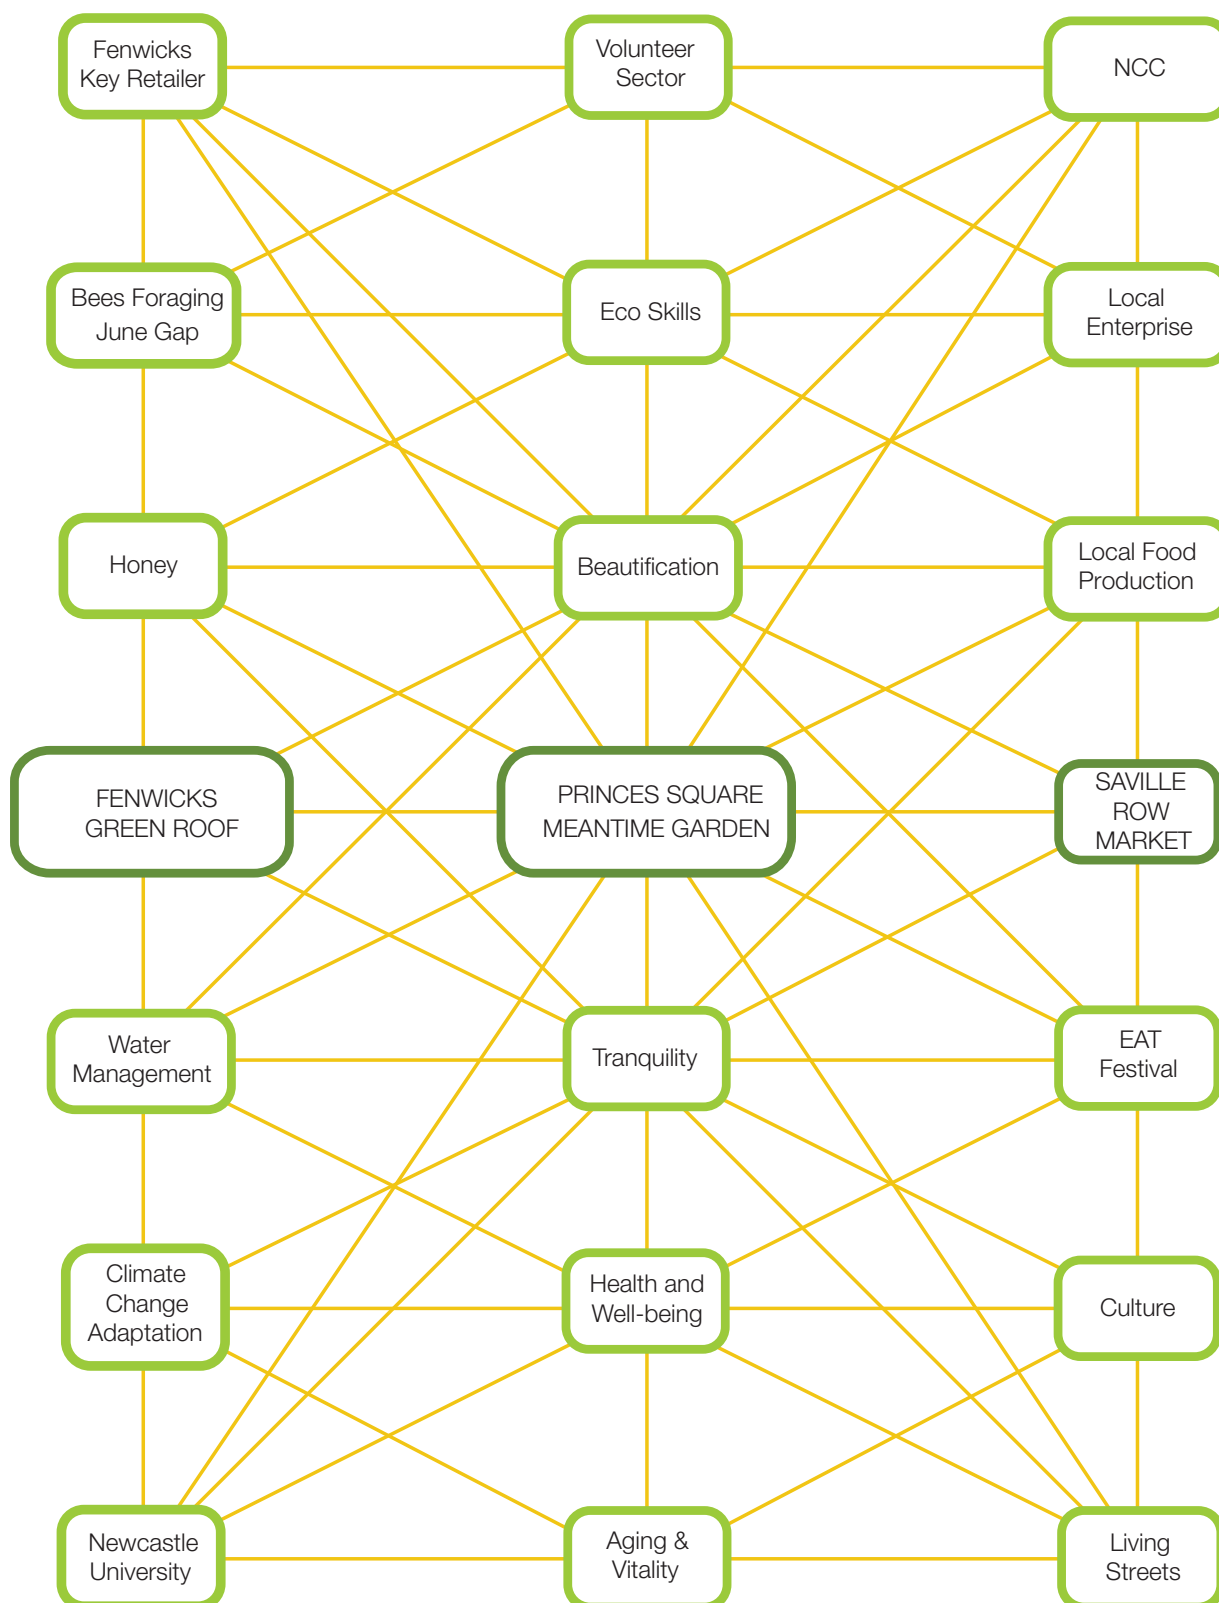 Fenwicks
Key Retailer
Volunteer
Sector
NCC
Bees Foraging
June Gap
Eco Skills
Local
Enterprise
Honey
Beautification
Local Food
Production
FENWICKS
GREEN ROOF
PRINCES SQUARE
MEANTIME GARDEN
SAVILLE
ROW
MARKET
Water
Management
Tranquility
EAT
Festival
Climate
Change
Adaptation
Health and
Well-being
Culture
Newcastle
University
Aging &
Vitality
Living
Streets